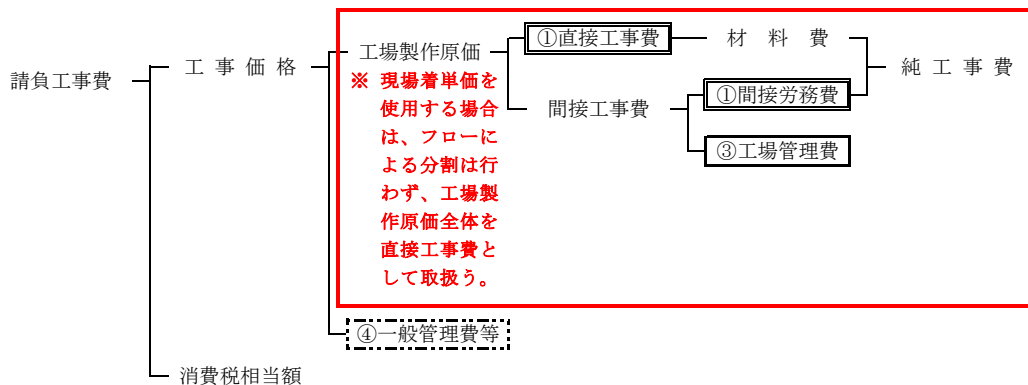 請負工事費
工事価格
工場製作原価
①直接工事費
材料費
純工事費
※ 現場着単価を
使用する場合
は、フローに
よる分割は行
わず、工場製
作原価全体を
直接工事費と
して取扱う。
間接工事費
①間接労務費
③工場管理費
④一般管理費等
消費税相当額